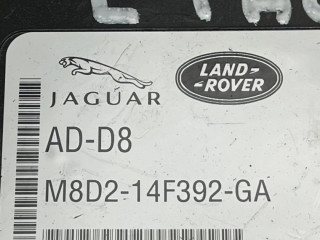 JAGUAR
LAND-
ROVER
AD-D8
M8D2-14F392-GA